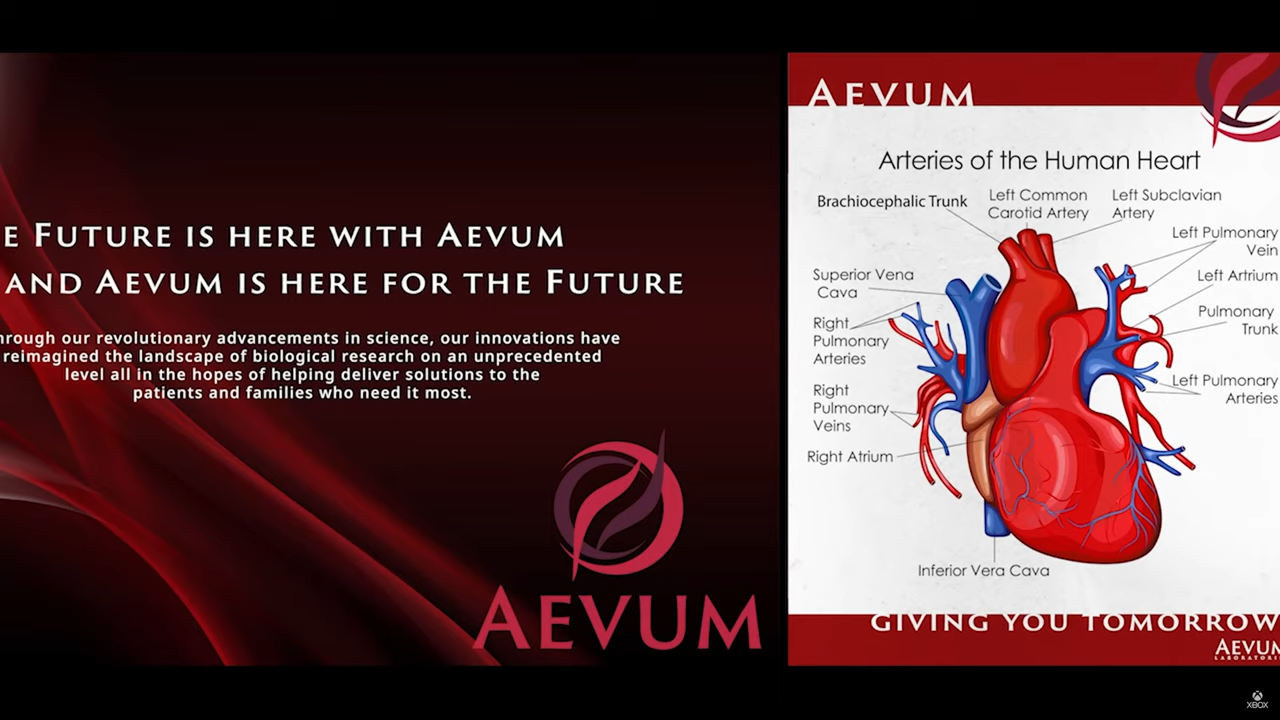 E FUTURE IS HERE WITH AEVUM
AND AEVUM IS HERE FOR THE FUTURE
hrough our revolutionary advancements in science, our innovations have
reimagined the landscape of biological research on an unprecedented
level all in the hopes of helping deliver solutions to the
patients and families who need it most.
AEVUM
AEVUM
Arteries of the Human Heart
Brachiocephalic Trunk
Left Common
Carotid Artery
Left Subclavian
Artery
Left Pulmonary
Vein
Superior Vena
Cava
Left Artrium
Pulmonary
Trunk
Right
Pulmonary
Arteries
Left Pulmonary
Arteries
Right
Pulmonary
Veins
Right Atrium
Inferior Vera Cava
GIVING YOU TOMORROW
AEVUM
LABORATORI
XBOX